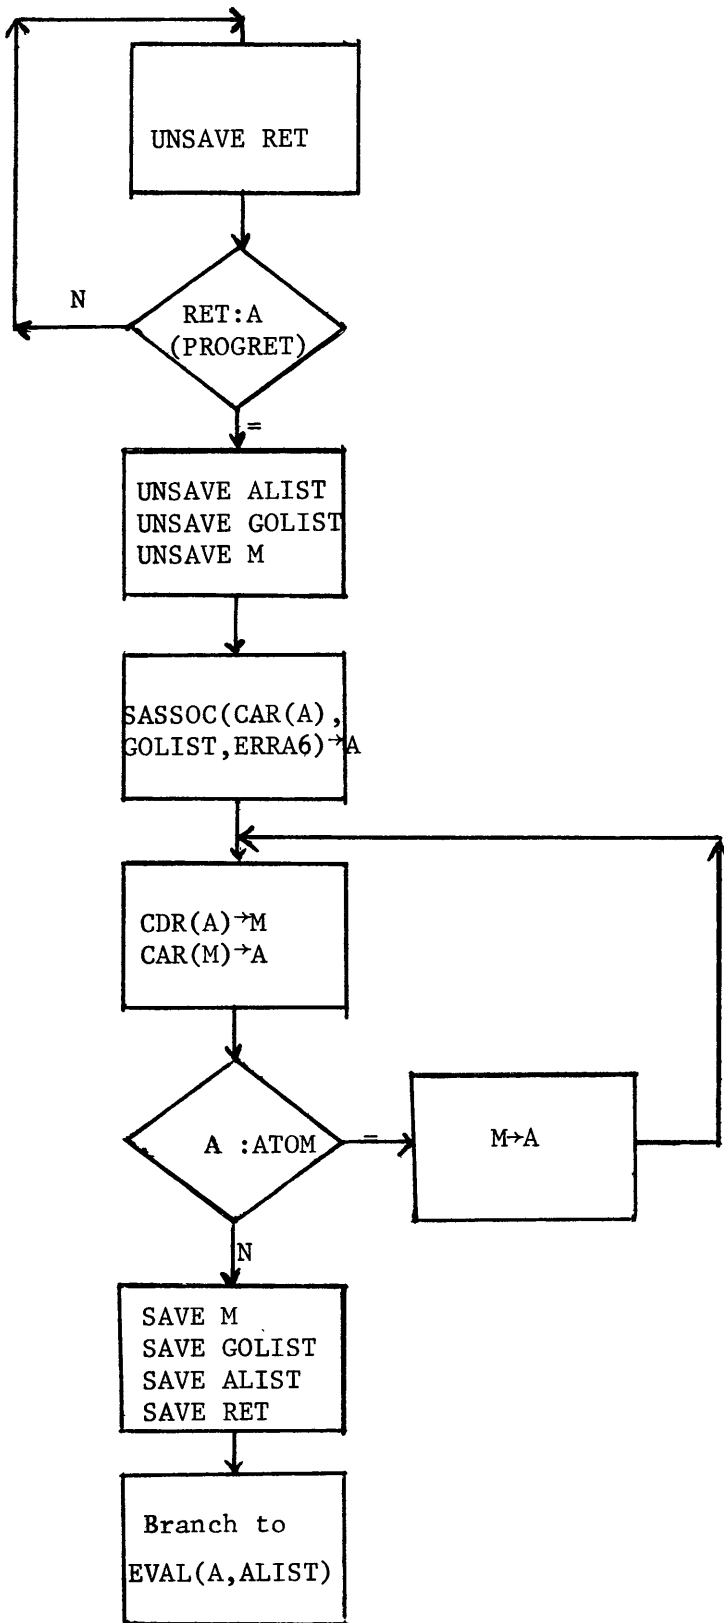 UNSAVE RET
N
RET:A
(PROGRET)
=
UNSAVE ALIST
UNSAVE GOLIST
UNSAVE M
SASSOC(CAR(A),
GOLIST,ERRA6)→A
CDR(A)→M
CAR(M)→A
A :ATOM
=
M→A
N
SAVE M
SAVE GOLIST
SAVE ALIST
SAVE RET
Branch to
EVAL(A,ALIST)